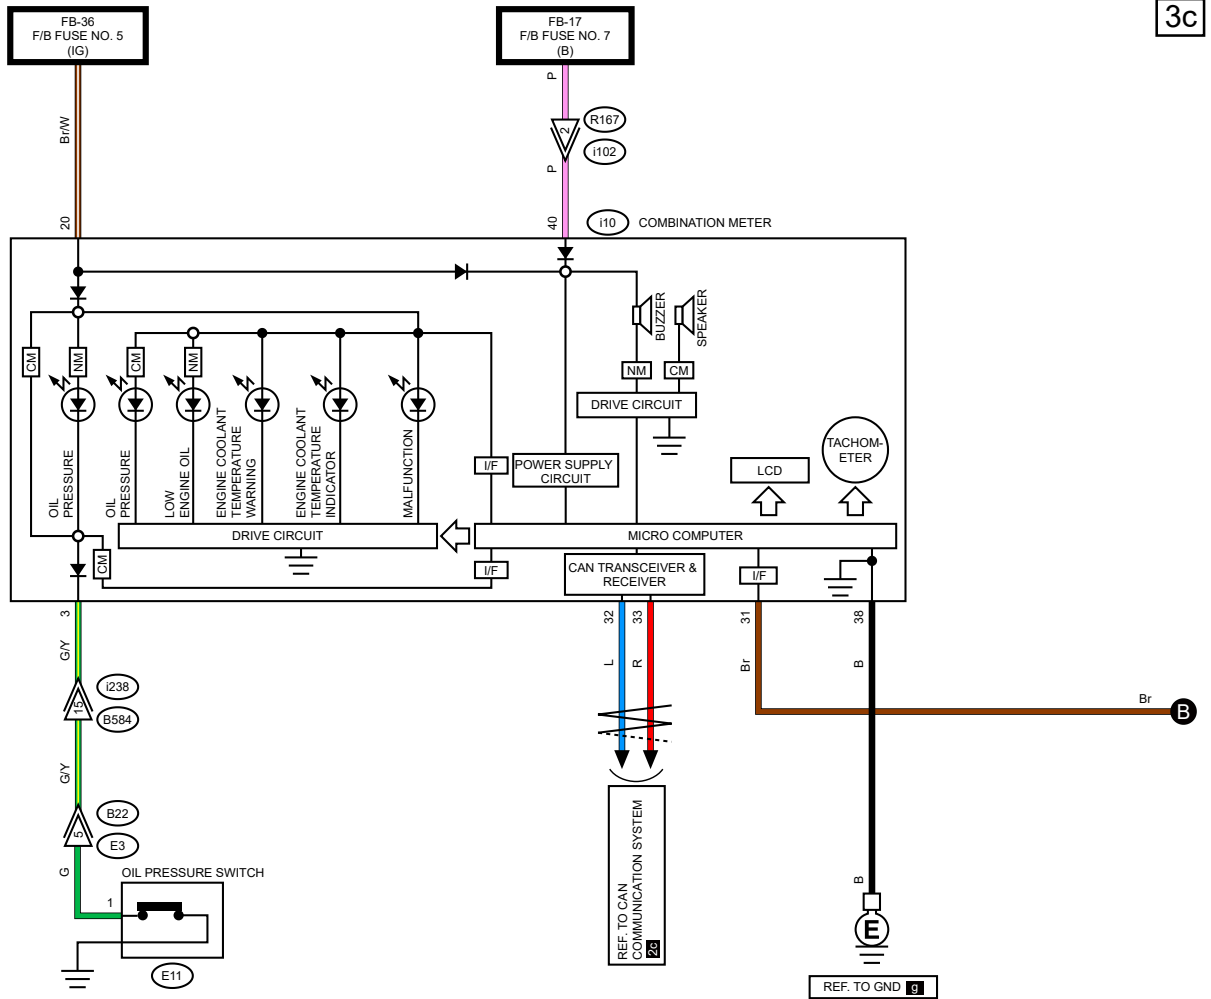 FB-36
F/B FUSE NO. 5
(IG)
FB-17
F/B FUSE NO. 7
(B)
3c
Br/W
P
2
R167
i102
P
20
40
i10
COMBINATION METER
BUZZER
SPEAKER
CM
NM
CM
NM
NM
CM
DRIVE CIRCUIT
OIL
PRESSURE
OIL
PRESSURE
LOW
ENGINE OIL
ENGINE COOLANT
TEMPERATURE
WARNING
ENGINE COOLANT
TEMPERATURE
INDICATOR
MALFUNCTION
I/F
POWER SUPPLY
CIRCUIT
LCD
TACHOM-
ETER
DRIVE CIRCUIT
MICRO COMPUTER
CM
I/F
CAN TRANSCEIVER &
RECEIVER
I/F
3
32
33
31
38
G/Y
L
R
Br
B
15
i238
B584
Br
B
G/Y
5
B22
E3
G
OIL PRESSURE SWITCH
1
E11
REF. TO CAN
COMMUNICATION SYSTEM
2c
B
E
REF. TO GND g